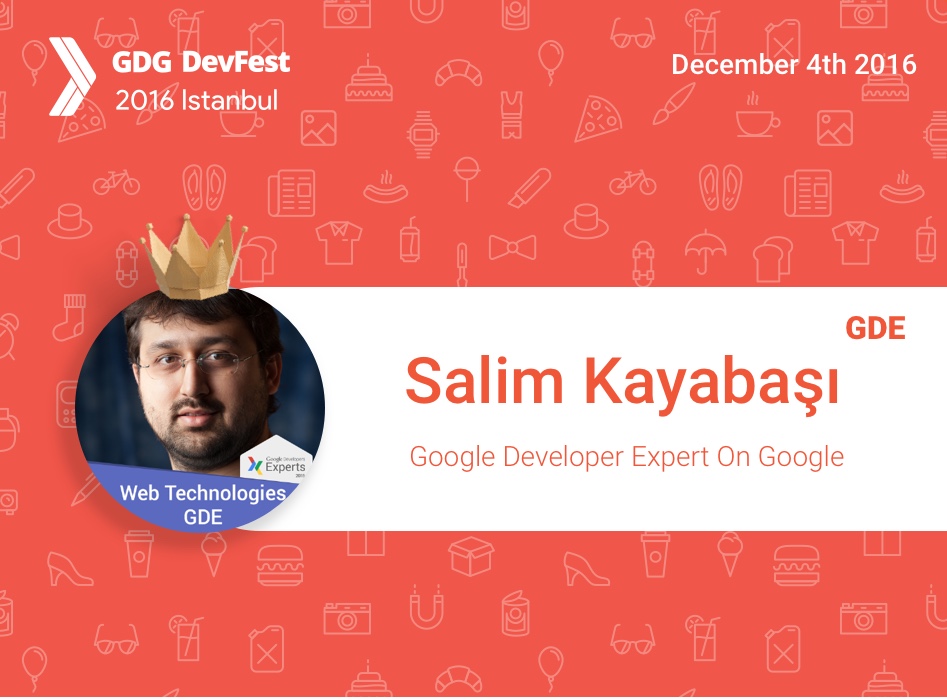 GDG DevFest
2016 Istanbul
December 4th 2016
GDE
Salim Kayabaşı
Google Developer Expert On Google
Google Developers
Experts
2015
Web Technologies
GDE